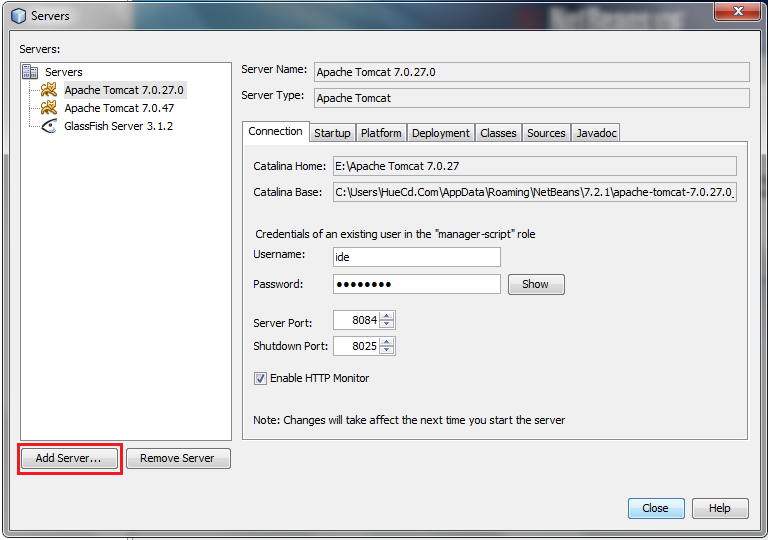 Servers
Servers:
Servers
Apache Tomcat 7.0.27.0
Apache Tomcat 7.0.47
GlassFish Server 3.1.2
Add Server...
Remove Server
Server Name: Apache Tomcat 7.0.27.0
Server Type: Apache Tomcat
Connection Startup Platform Deployment Classes Sources Javadoc
Catalina Home: E:\Apache Tomcat 7.0.27
Catalina Base: C:\Users\HueCd.Com\AppData\Roaming\NetBeans\7.2.1\apache-tomcat-7.0.27.0_
Credentials of an existing user in the "manager-script" role
Username: ide
Password: ●●●●●●●● Show
Server Port: 8084
Shutdown Port: 8025
Enable HTTP Monitor
Note: Changes will take affect the next time you start the server
Close Help